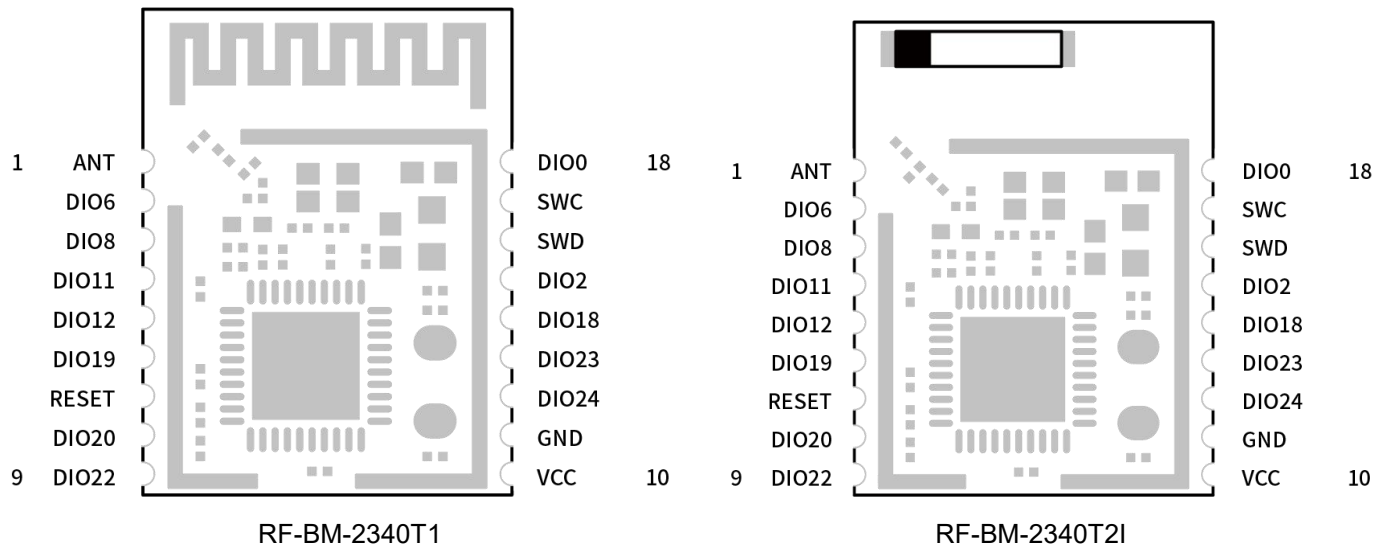 1 ANT DIO0 18
DIO6 SWC
DIO8 SWD
DIO11 DIO2
DIO12 DIO18
DIO19 DIO23
RESET DIO24
DIO20 GND
9 DIO22 VCC 10
RF-BM-2340T1
1 ANT DIO0 18
DIO6 SWC
DIO8 SWD
DIO11 DIO2
DIO12 DIO18
DIO19 DIO23
RESET DIO24
DIO20 GND
9 DIO22 VCC 10
RF-BM-2340T2I